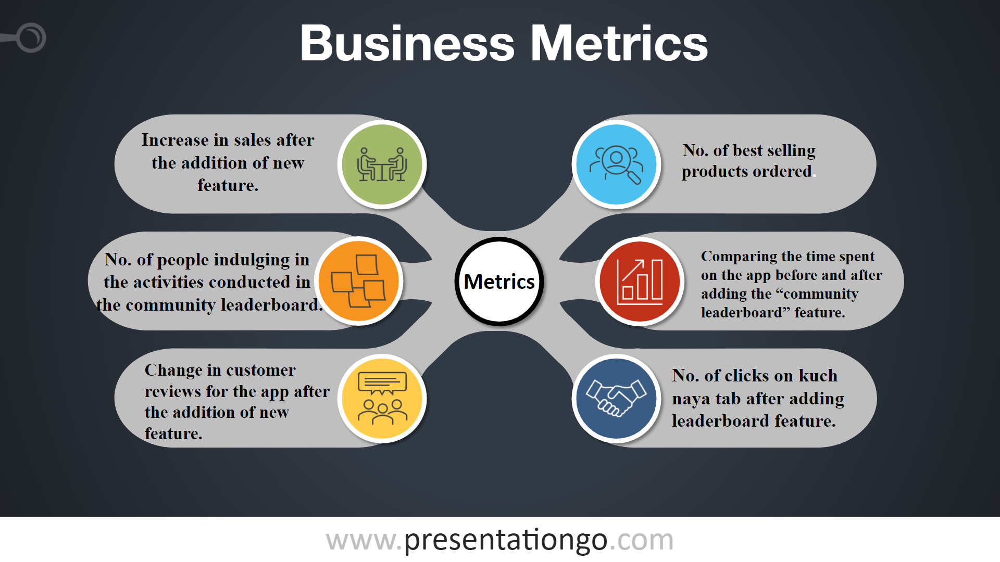 Business Metrics
Increase in sales after
the addition of new
feature.
No. of people indulging in
the activities conducted in
the community leaderboard.
Change in customer
reviews for the app after
the addition of new
feature.
Metrics
No. of best selling
products ordered.
Comparing the time spent
on the app before and after
adding the “community
leaderboard” feature.
No. of clicks on kuch
naya tab after adding
leaderboard feature.
www.presentationgo.com